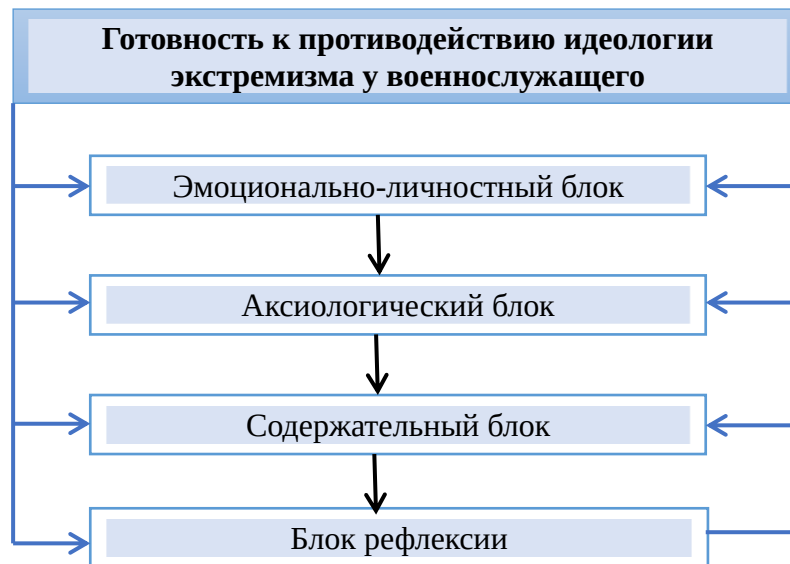 Готовность к противодействию идеологии
экстремизма у военнослужащего
Эмоционально-личностный блок
Аксиологический блок
Содержательный блок
Блок рефлексии